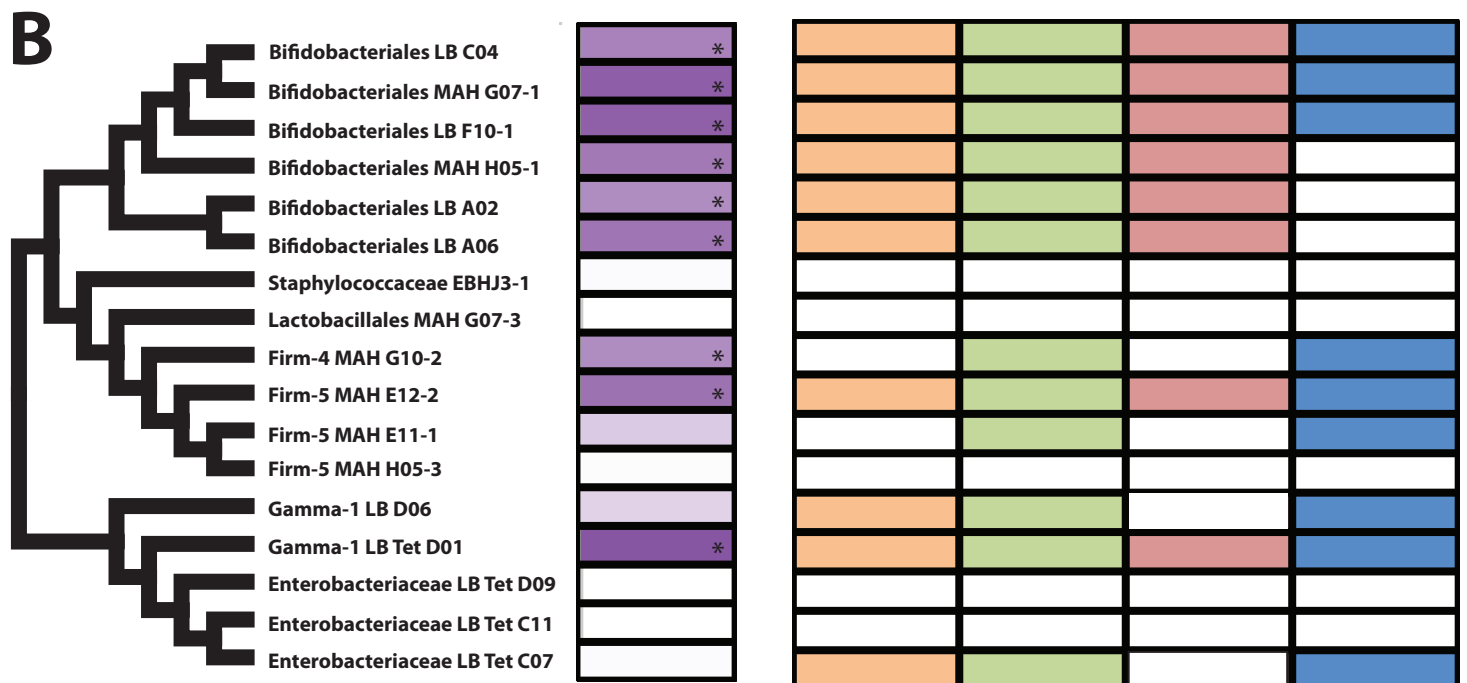 B
Bifidobacteriales LB C04 *
Bifidobacteriales MAH G07-1 *
Bifidobacteriales LB F10-1 *
Bifidobacteriales MAH H05-1 *
Bifidobacteriales LB A02 *
Bifidobacteriales LB A06 *
Staphylococcaceae EBHJ3-1
Lactobacillales MAH G07-3
Firm-4 MAH G10-2 *
Firm-5 MAH E12-2 *
Firm-5 MAH E11-1
Firm-5 MAH H05-3
Gamma-1 LB D06
Gamma-1 LB Tet D01 *
Enterobacteriaceae LB Tet D09
Enterobacteriaceae LB Tet C11
Enterobacteriaceae LB Tet C07